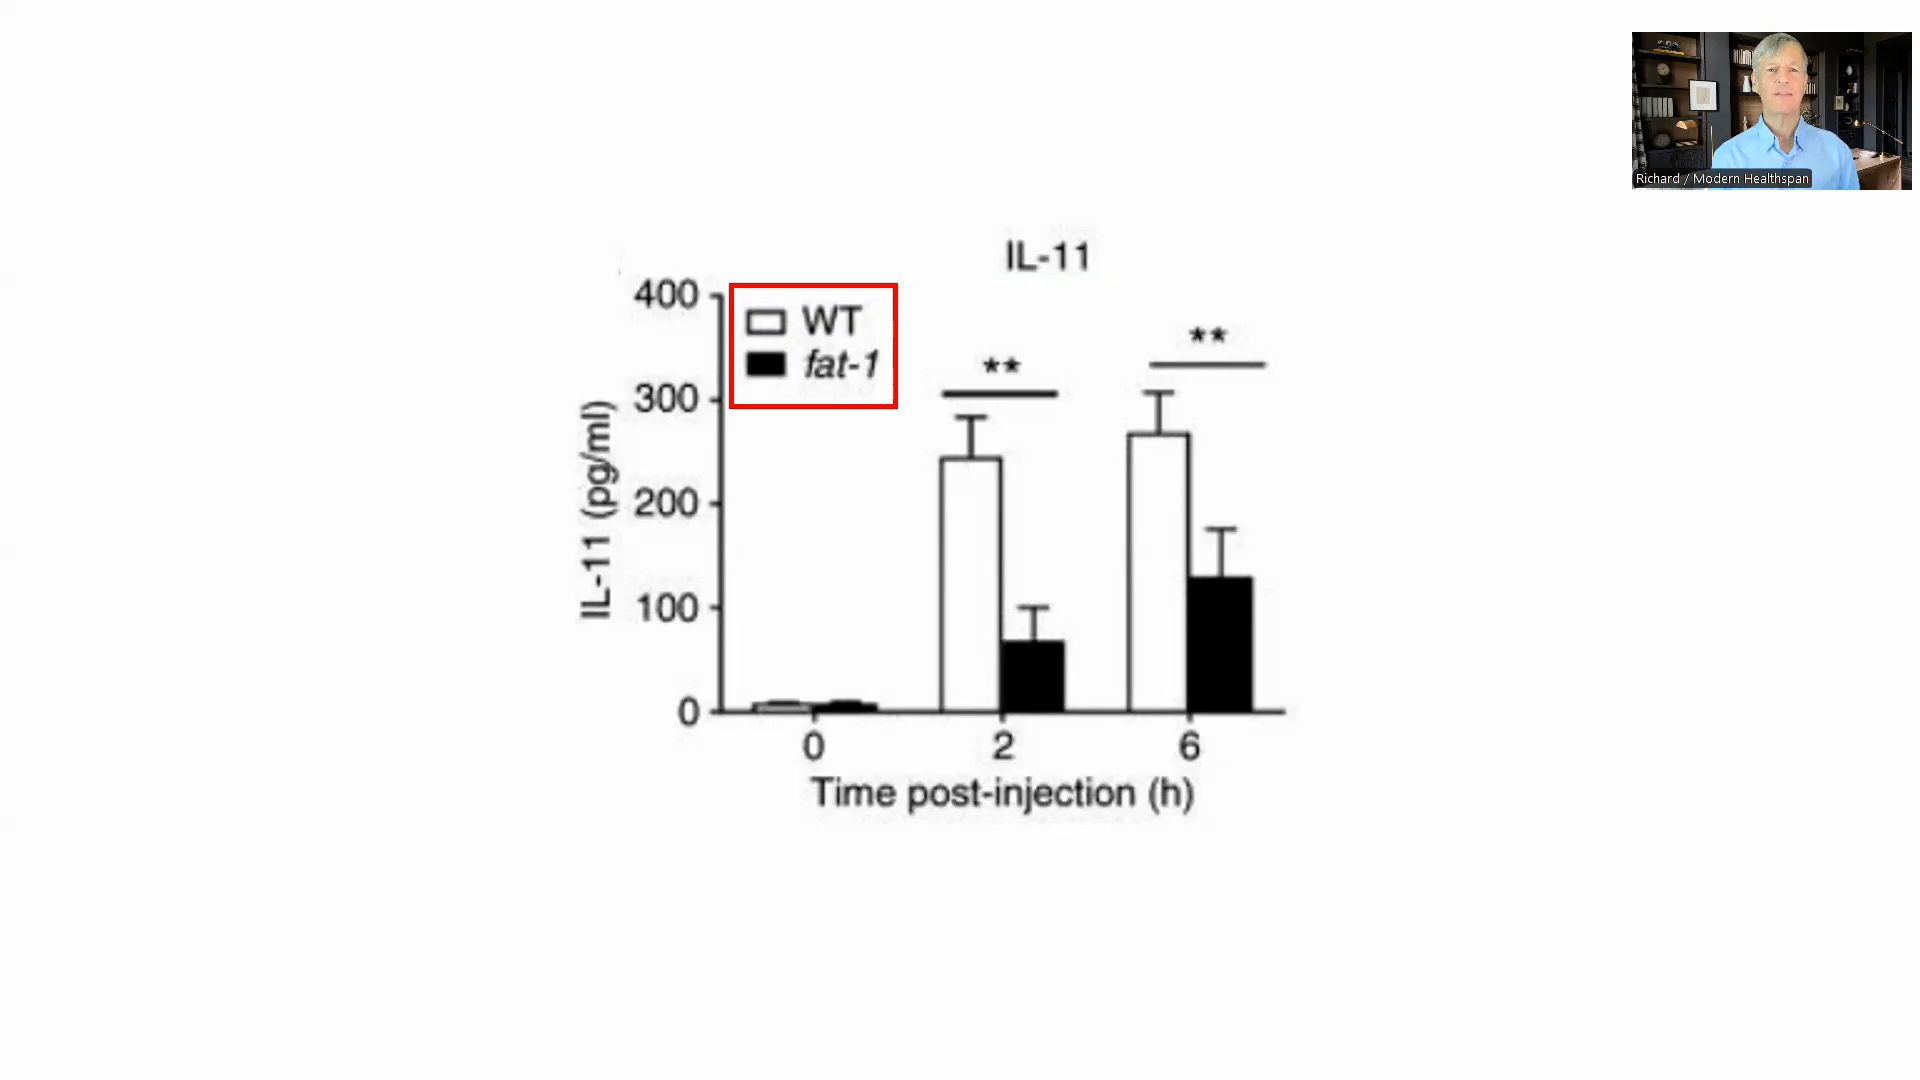 Richard / Modern Healthspan
IL-11
400
300
200
100
0
IL-11 (pg/ml)
WT
fat-1
**
**
0 2 6
Time post-injection (h)